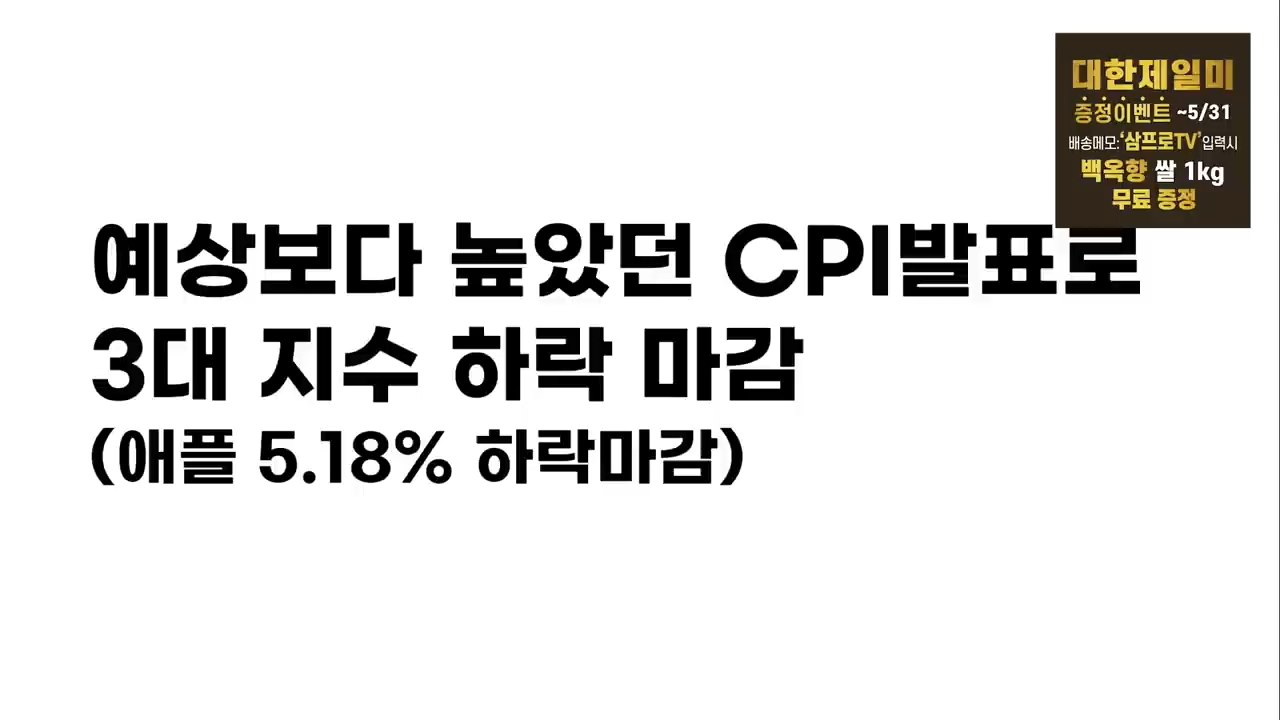 대한제일미
증정이벤트 ~5/31
배송메모:'삼프로TV'입력시
백옥향 쌀 1kg
무료 증정
예상보다 높았던 CPI발표로
3대 지수 하락 마감
(애플 5.18% 하락마감)